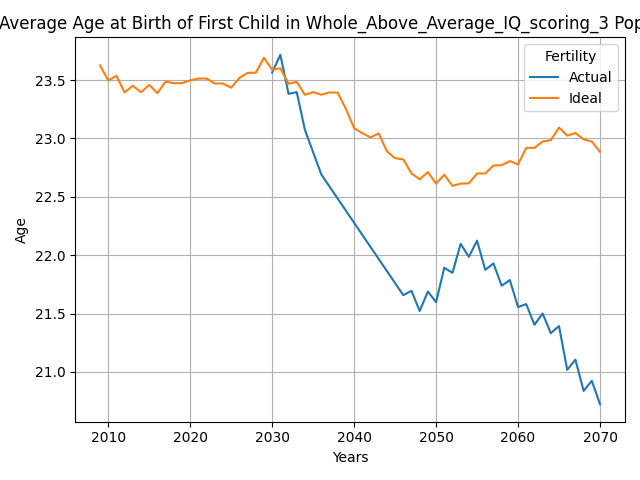 Average Age at Birth of First Child in Whole_Above_Average_IQ_scoring_3 Pop
Fertility
Actual
Ideal
Age
23.5
23.0
22.5
22.0
21.5
21.0
2010 2020 2030 2040 2050 2060 2070
Years